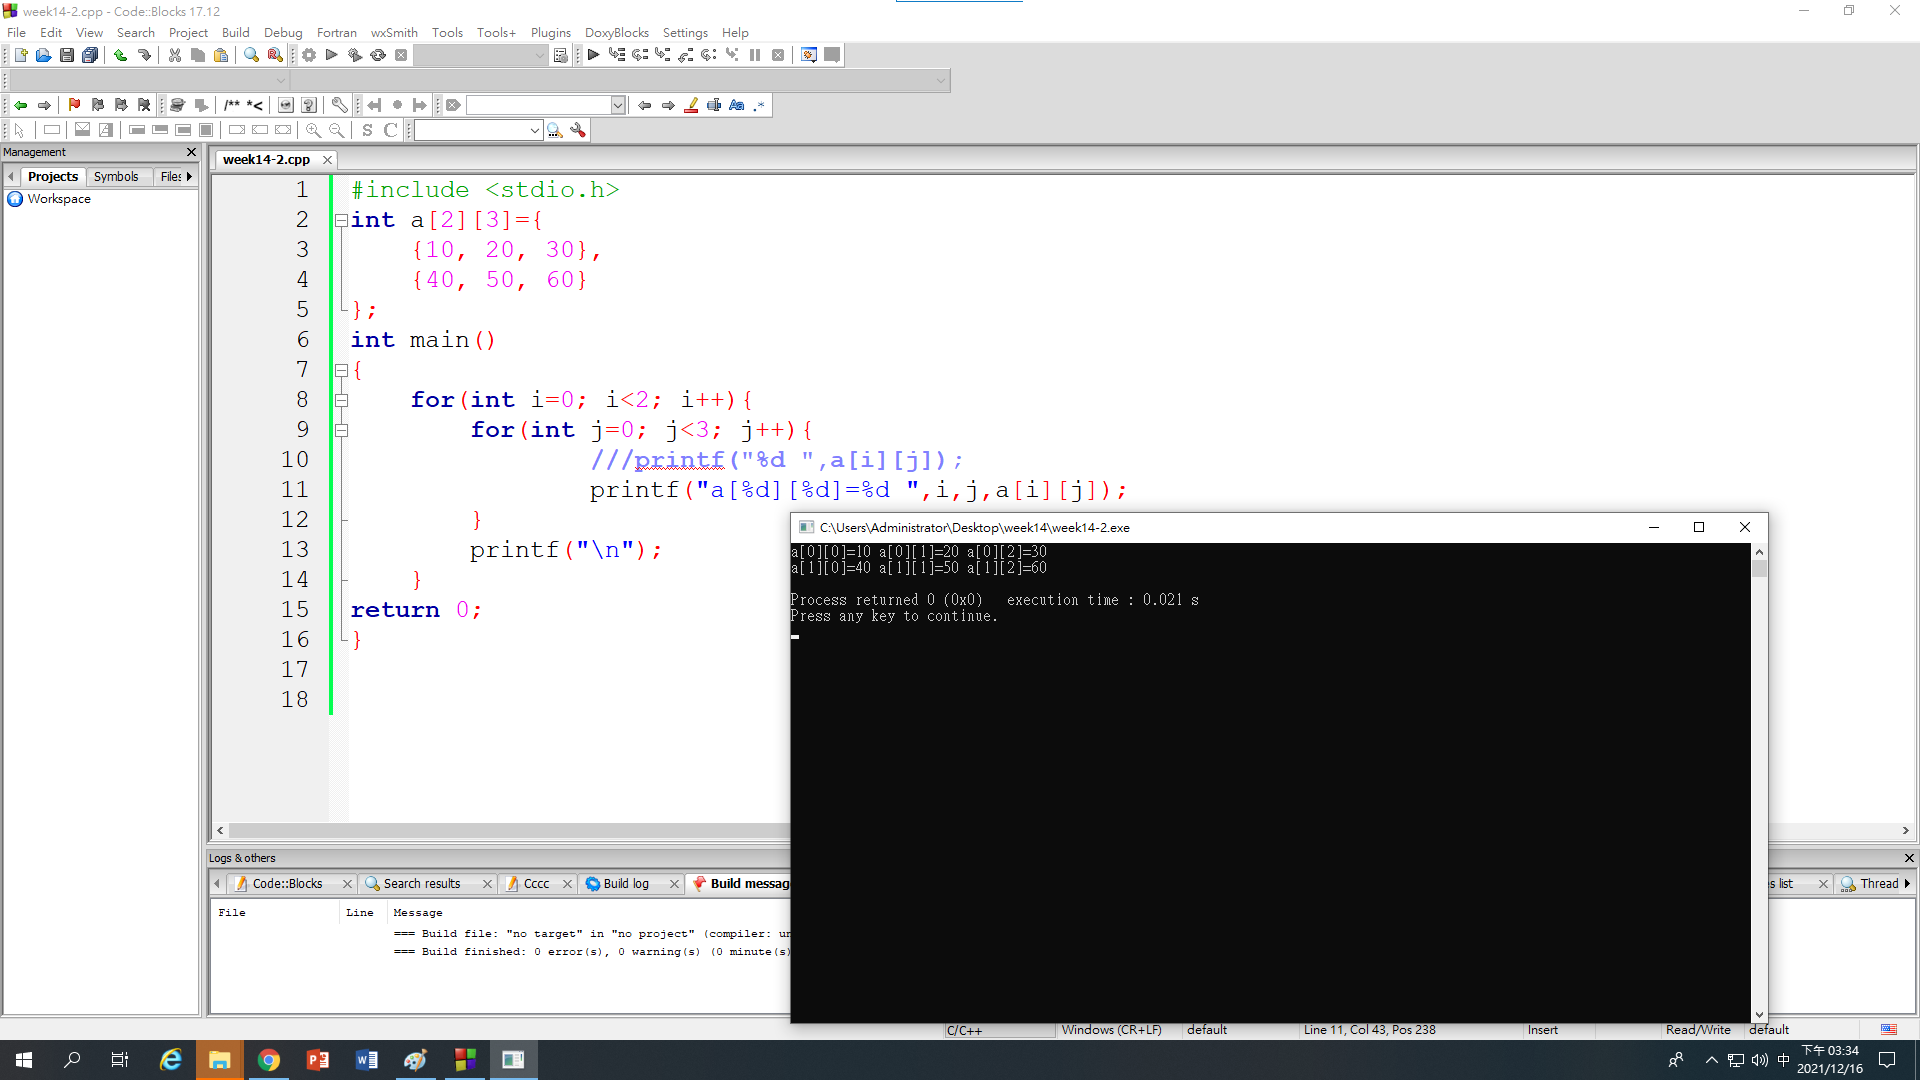 week14-2.cpp - Code::Blocks 17.12
File Edit View Search Project Build Debug Fortran wxSmith Tools Tools+ Plugins DoxyBlocks Settings Help
/** *<
S C
Management
Projects Symbols Files
Workspace
week14-2.cpp
1 #include <stdio.h>
2 int a[2][3]={
3 {10, 20, 30},
4 {40, 50, 60}
5 };
6 int main()
7 {
8 for(int i=0; i<2; i++){
9 for(int j=0; j<3; j++){
10 ///printf("%d ",a[i][j]);
11 printf("a[%d][%d]=%d ",i,j,a[i][j]);
12 }
13 printf("\n");
14 }
15 return 0;
16 }
17
18
C:\Users\Administrator\Desktop\week14\week14-2.exe
a[0][0]=10 a[0][1]=20 a[0][2]=30
a[1][0]=40 a[1][1]=50 a[1][2]=60
Process returned 0 (0x0)   execution time : 0.021 s
Press any key to continue.
Logs & others
Code::Blocks Search results Cccc Build log Build messag s list Thread
File Line Message
=== Build file: "no target" in "no project" (compiler: un
=== Build finished: 0 error(s), 0 warning(s) (0 minute(s)
C/C++ Windows (CR+LF) default Line 11, Col 43, Pos 238 Insert Read/Write default
中 下午 03:34
2021/12/16